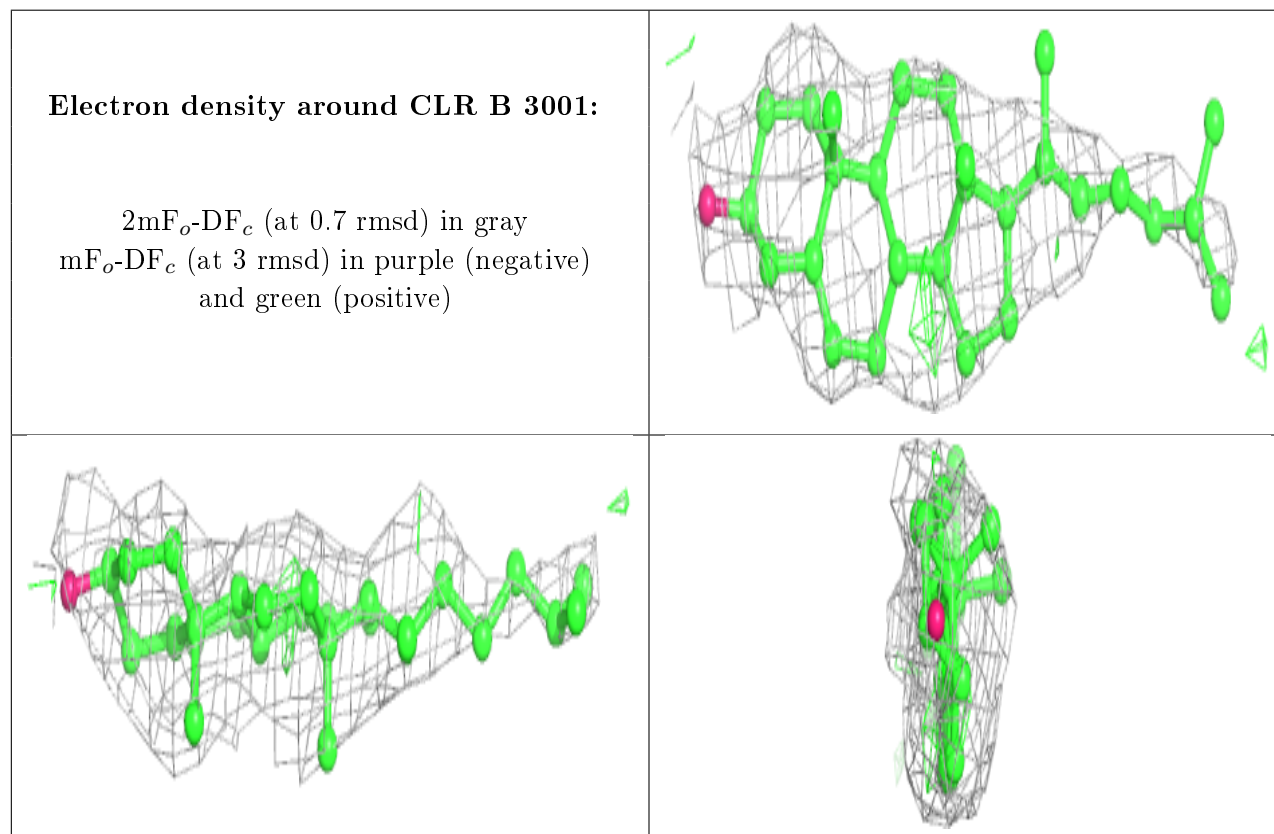 Electron density around CLR B 3001:
2mFₒ-DF𝒸 (at 0.7 rmsd) in gray
mFₒ-DF𝒸 (at 3 rmsd) in purple (negative)
and green (positive)